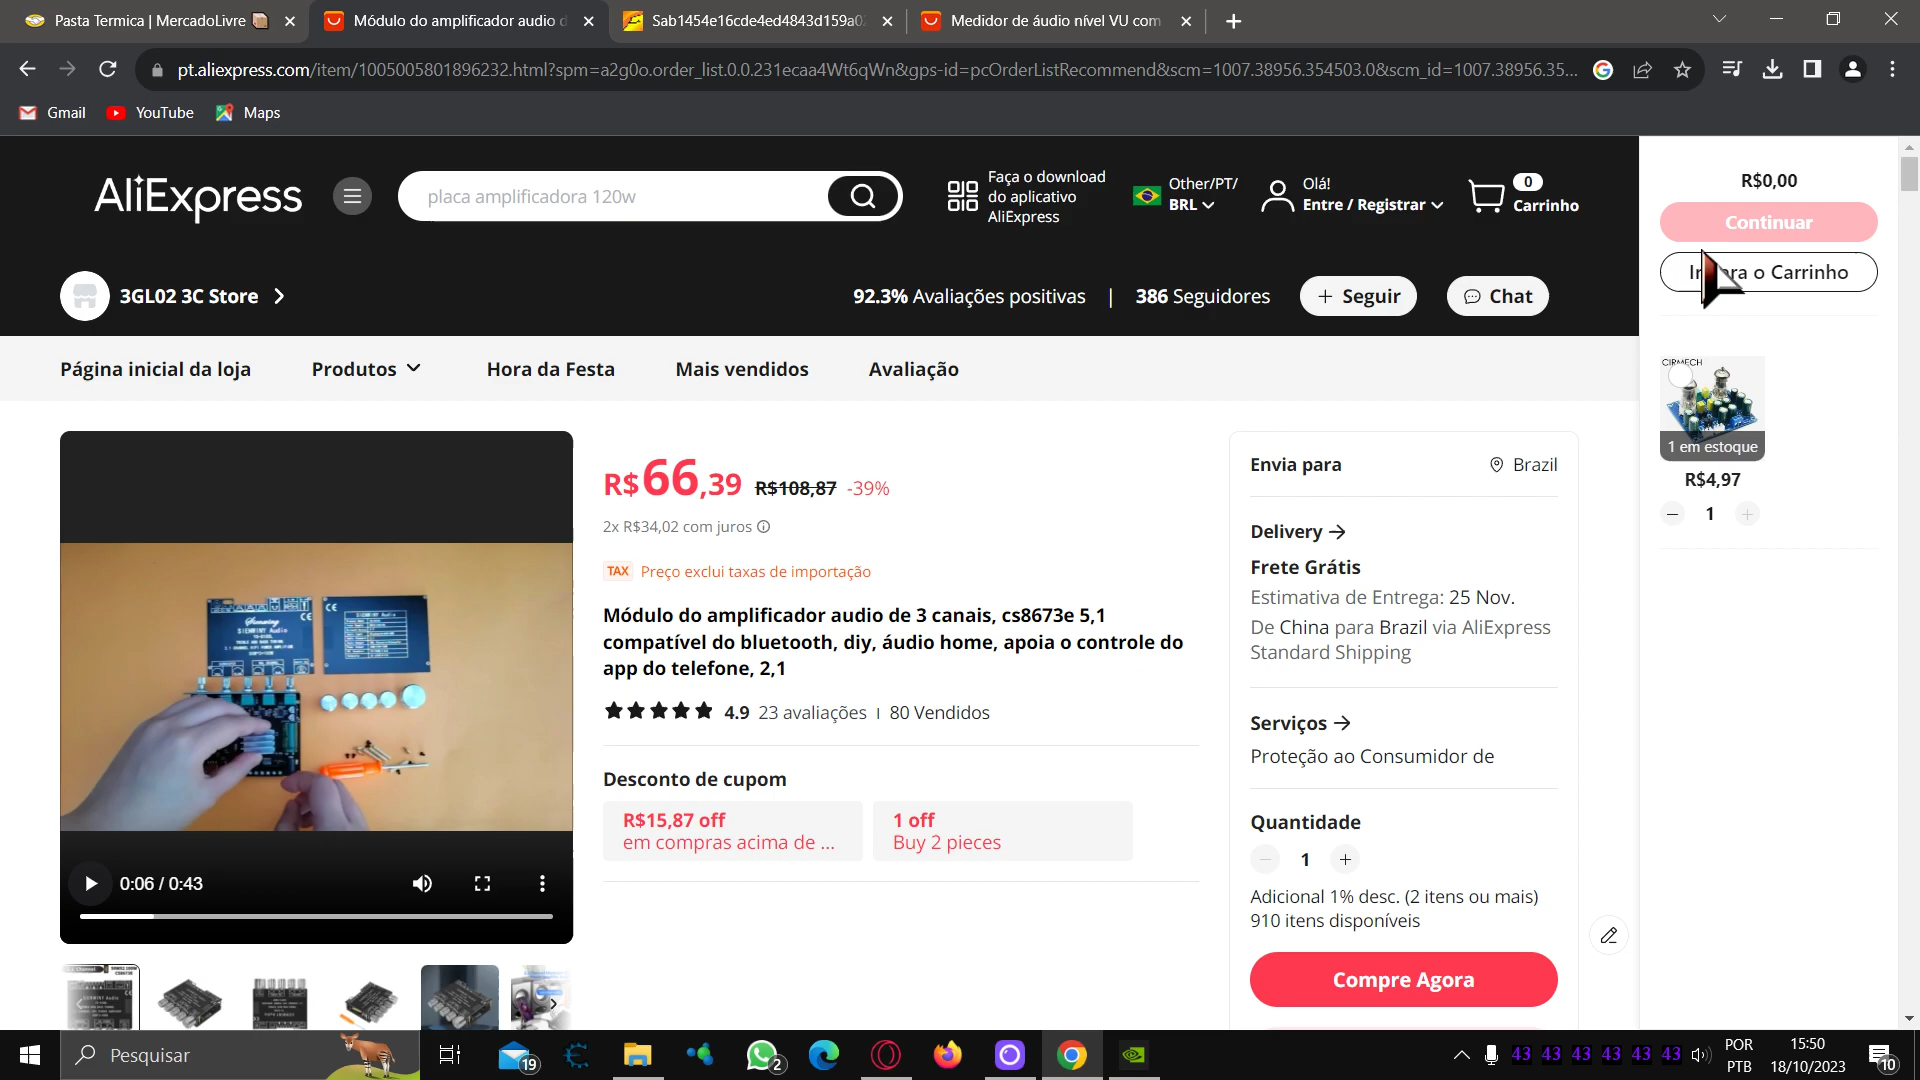 Pasta Termica | MercadoLivre
Módulo do amplificador audio d
Sab1454e16cde4ed4843d159a0
Medidor de áudio nível VU com
pt.aliexpress.com/item/1005005801896232.html?spm=a2g0o.order_list.0.0.231ecaa4Wt6qWn&gps-id=pcOrderListRecommend&scm=1007.38956.354503.0&scm_id=1007.38956.35...
Gmail
YouTube
Maps
AliExpress
placa amplificadora 120w
Faça o download
do aplicativo
AliExpress
Other/PT/
BRL
Olá!
Entre / Registrar
0
Carrinho
R$0,00
Continuar
Ir para o Carrinho
3GL02 3C Store
92.3% Avaliações positivas | 386 Seguidores
+ Seguir
Chat
Página inicial da loja
Produtos
Hora da Festa
Mais vendidos
Avaliação
CIRMECH
1 em estoque
R$4,97
1
R$66,39 R$108,87 -39%
2x R$34,02 com juros
TAX Preço exclui taxas de importação
Módulo do amplificador audio de 3 canais, cs8673e 5,1
compatível do bluetooth, diy, áudio home, apoia o controle do
app do telefone, 2,1
4.9 23 avaliações | 80 Vendidos
Desconto de cupom
R$15,87 off
em compras acima de ...
1 off
Buy 2 pieces
0:06 / 0:43
Envia para
Brazil
Delivery
Frete Grátis
Estimativa de Entrega: 25 Nov.
De China para Brazil via AliExpress
Standard Shipping
Serviços
Proteção ao Consumidor de
Quantidade
1
Adicional 1% desc. (2 itens ou mais)
910 itens disponíveis
Compre Agora
Pesquisar
19
2
43 43 43 43 43 43
POR
PTB
15:50
18/10/2023
10